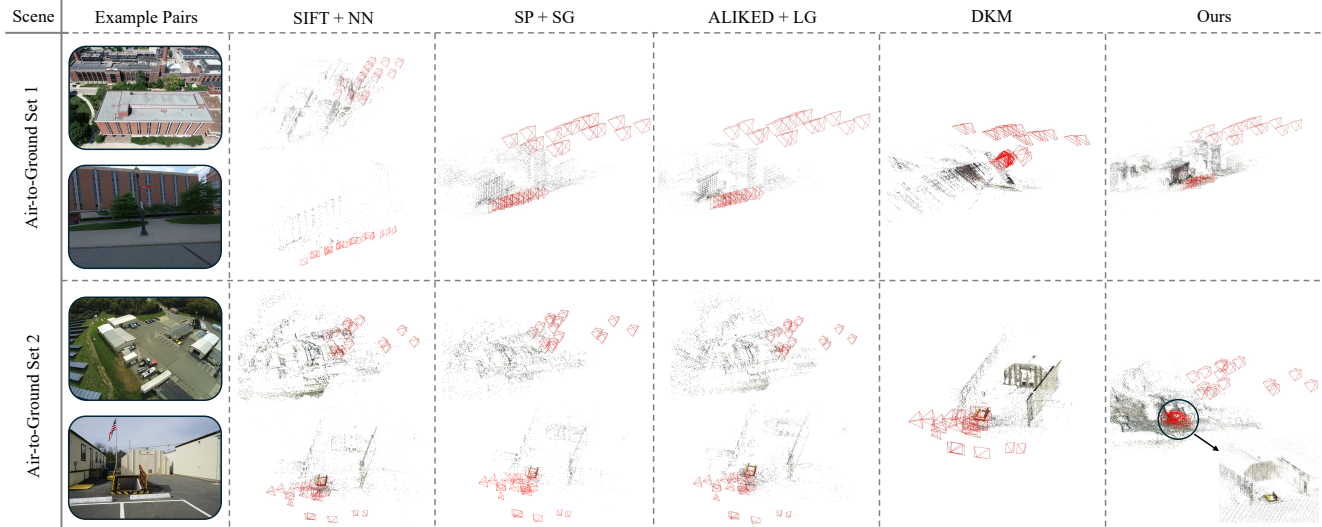 Scene
Example Pairs
SIFT + NN
SP + SG
ALIKED + LG
DKM
Ours
Air-to-Ground Set 1
Air-to-Ground Set 2